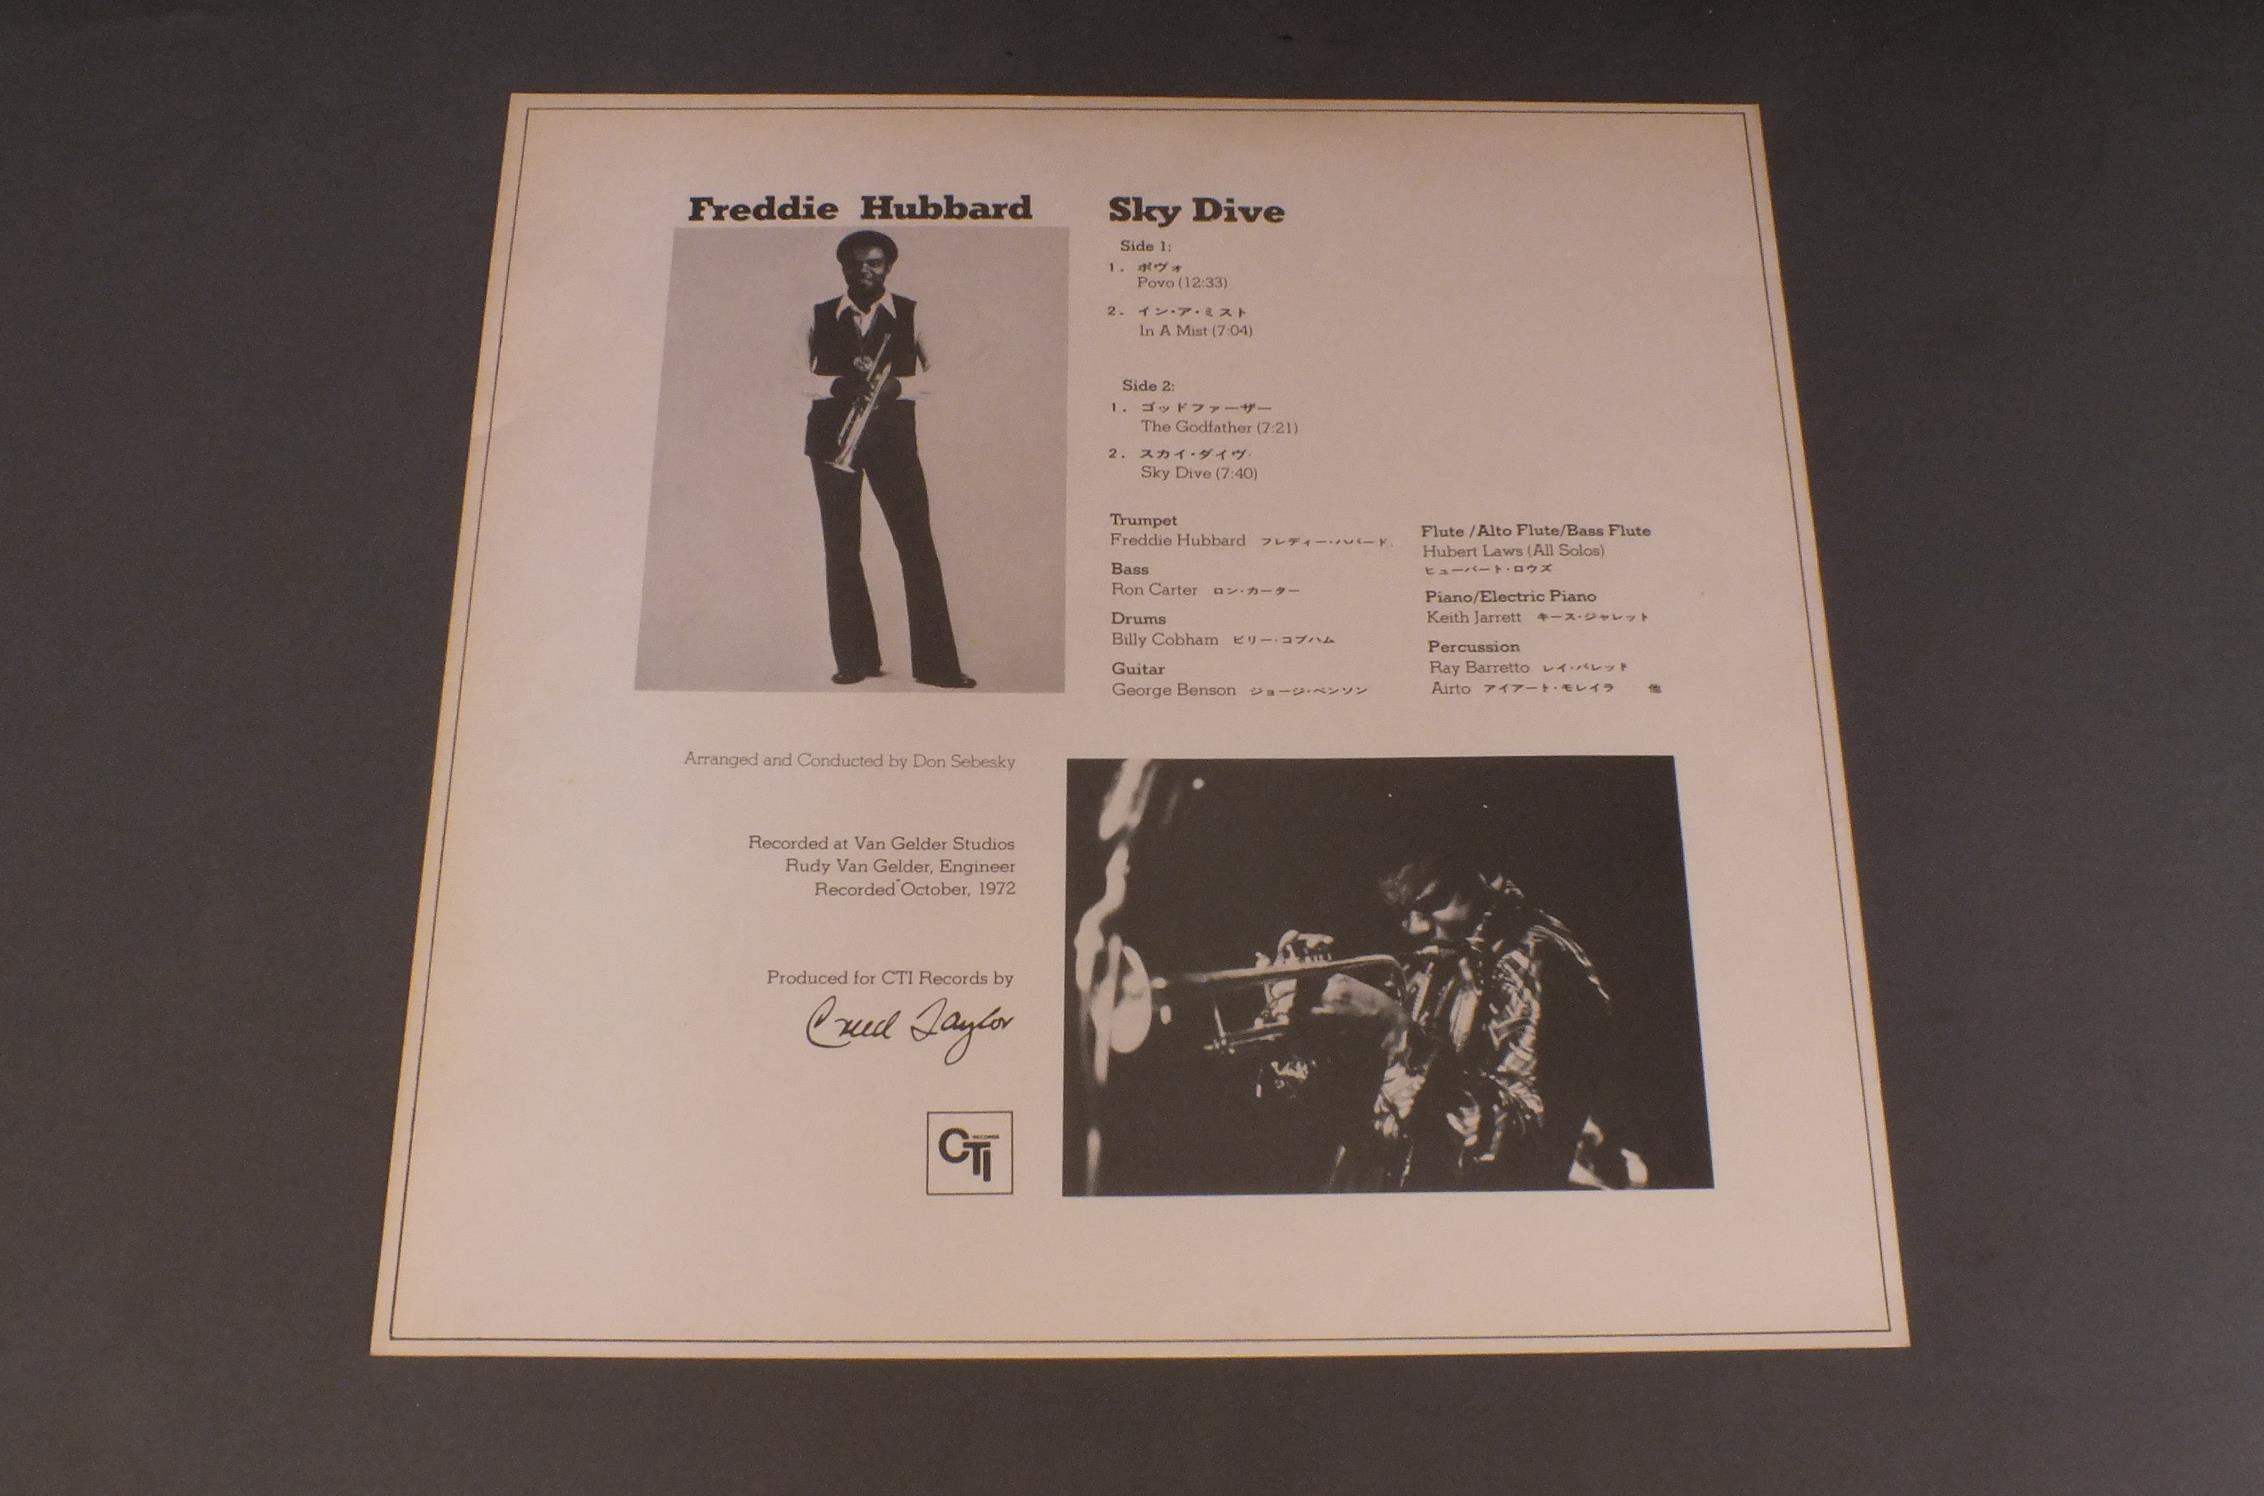 Freddie Hubbard
Sky Dive
Side 1:
1. ポヴォ
Povo (12:33)
2. イン・ア・ミスト
In A Mist (7:04)
Side 2:
1. ゴッドファーザー
The Godfather (7:21)
2. スカイ・ダイヴ
Sky Dive (7:40)
Trumpet
Freddie Hubbard フレディー・ハバード
Bass
Ron Carter ロン・カーター
Drums
Billy Cobham ビリー・コブハム
Guitar
George Benson ジョージ・ベンソン
Flute /Alto Flute/Bass Flute
Hubert Laws (All Solos)
ヒューバート・ロウズ
Piano/Electric Piano
Keith Jarrett キース・ジャレット
Percussion
Ray Barretto レイ・バレット
Airto アイアート・モレイラ 他
Arranged and Conducted by Don Sebesky
Recorded at Van Gelder Studios
Rudy Van Gelder, Engineer
Recorded October, 1972
Produced for CTI Records by
Creed Taylor
CTI RECORDS